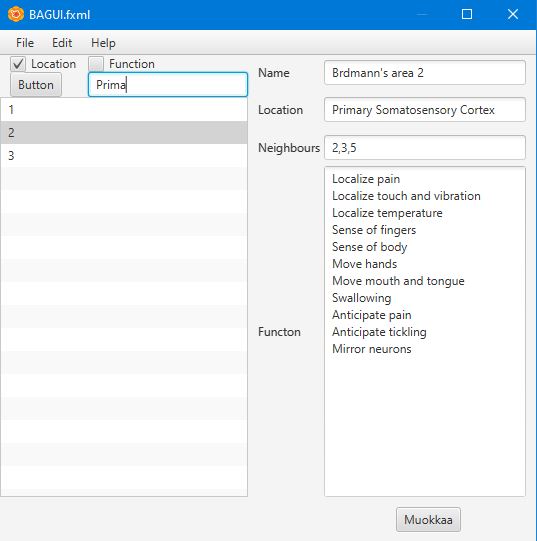 BAGUI.fxml
File Edit Help
Location Function
Button Prima
1
2
3
Name Brdmann's area 2
Location Primary Somatosensory Cortex
Neighbours 2,3,5
Functon
Localize pain
Localize touch and vibration
Localize temperature
Sense of fingers
Sense of body
Move hands
Move mouth and tongue
Swallowing
Anticipate pain
Anticipate tickling
Mirror neurons
Muokkaa